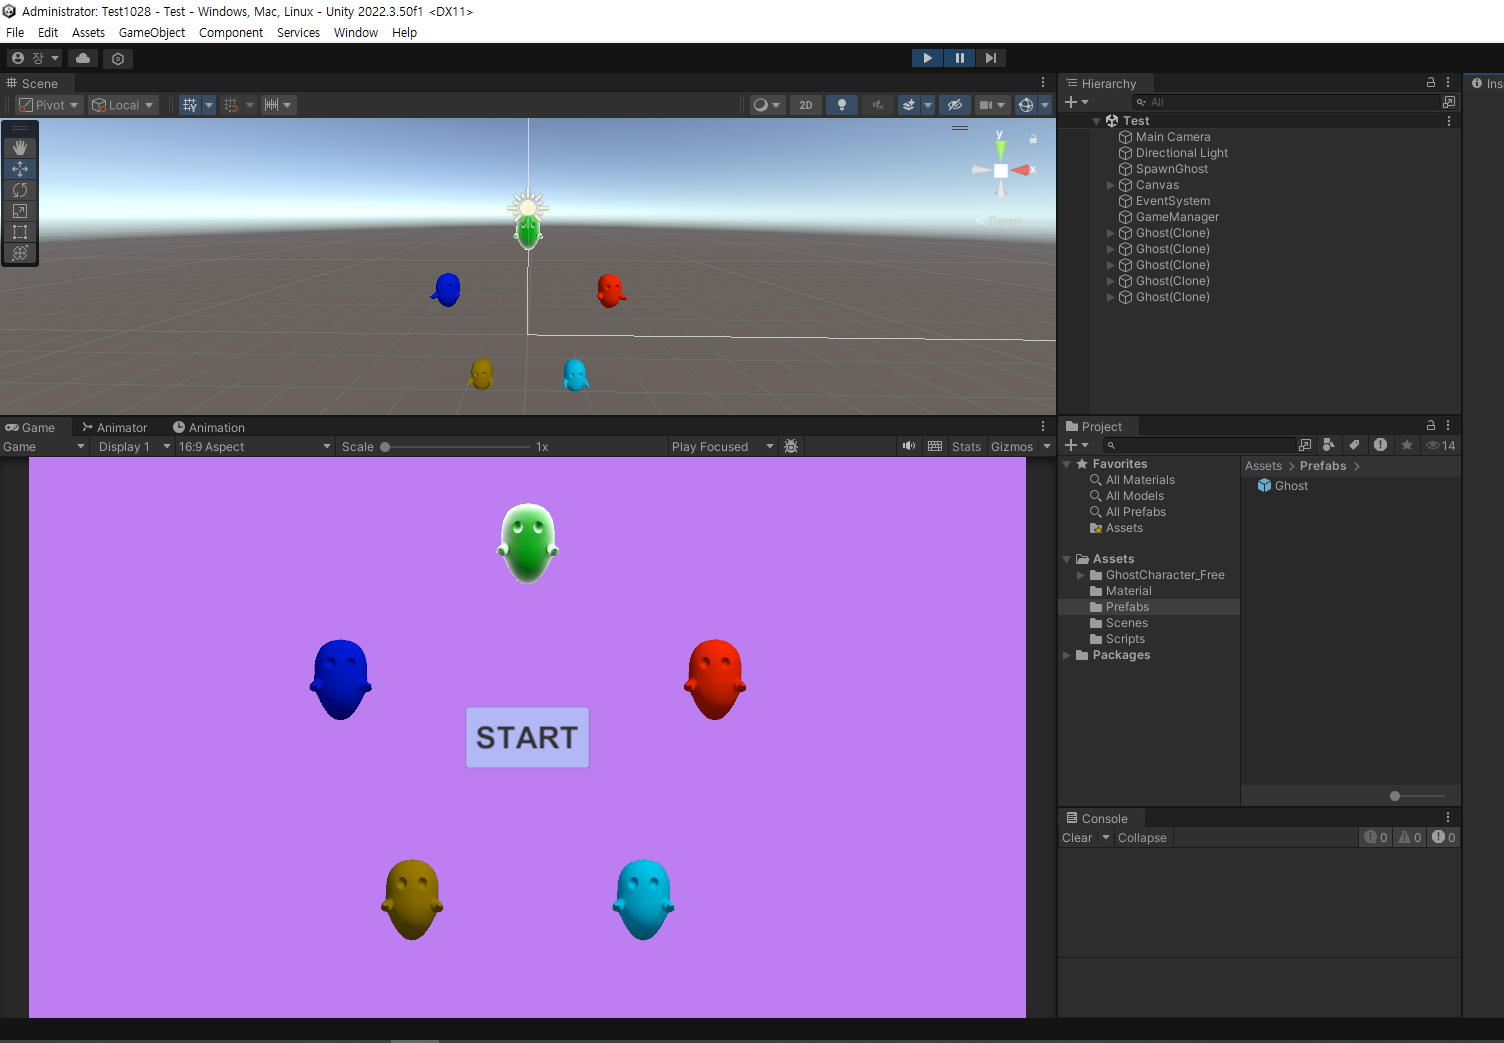 Administrator: Test1028 - Test - Windows, Mac, Linux - Unity 2022.3.50f1 <DX11>
File Edit Assets GameObject Component Services Window Help
장
Scene
Pivot Local 2D
y
x
Persp
Game Animator Animation
Game Display 1 16:9 Aspect Scale 1x Play Focused Stats Gizmos
START
Hierarchy
All
Test
Main Camera
Directional Light
SpawnGhost
Canvas
EventSystem
GameManager
Ghost(Clone)
Ghost(Clone)
Ghost(Clone)
Ghost(Clone)
Ghost(Clone)
Ins
Project
14
Favorites
All Materials
All Models
All Prefabs
Assets
Assets
GhostCharacter_Free
Material
Prefabs
Scenes
Scripts
Packages
Assets > Prefabs >
Ghost
Console
Clear Collapse 0 0 0